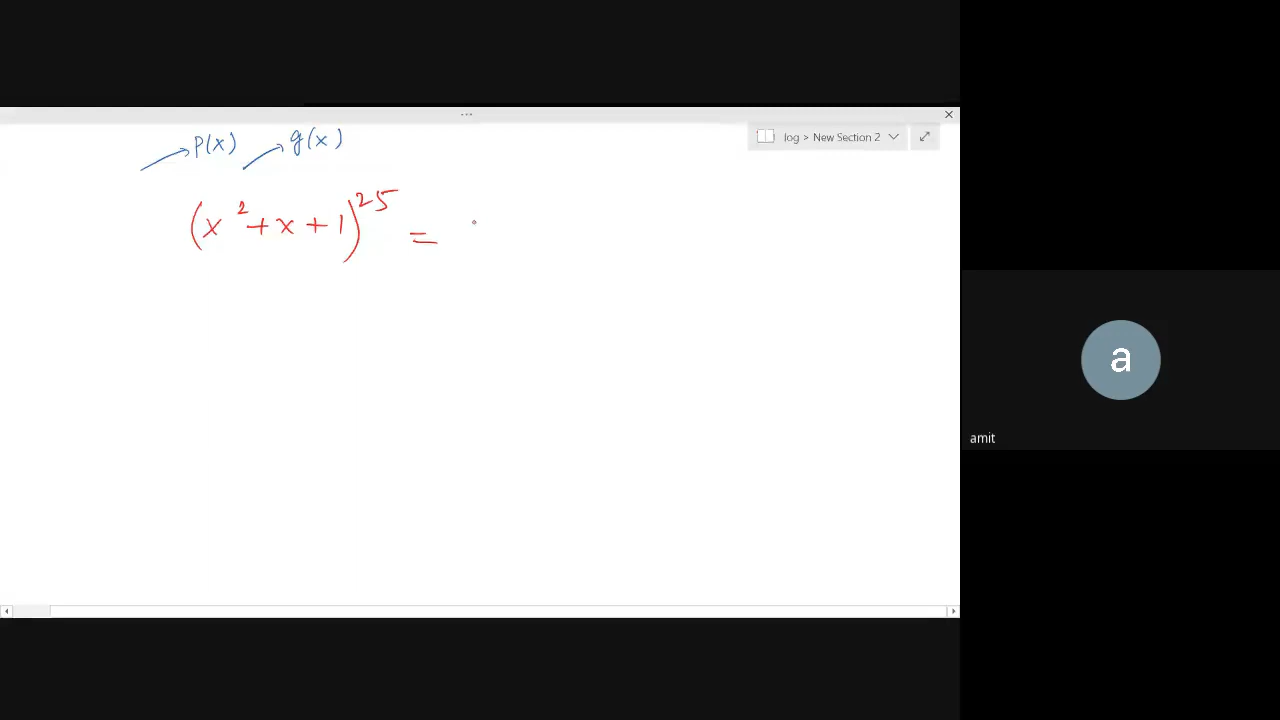 log > New Section 2
P(x) g(x)
(x²+x+1)²⁵ =
a
amit